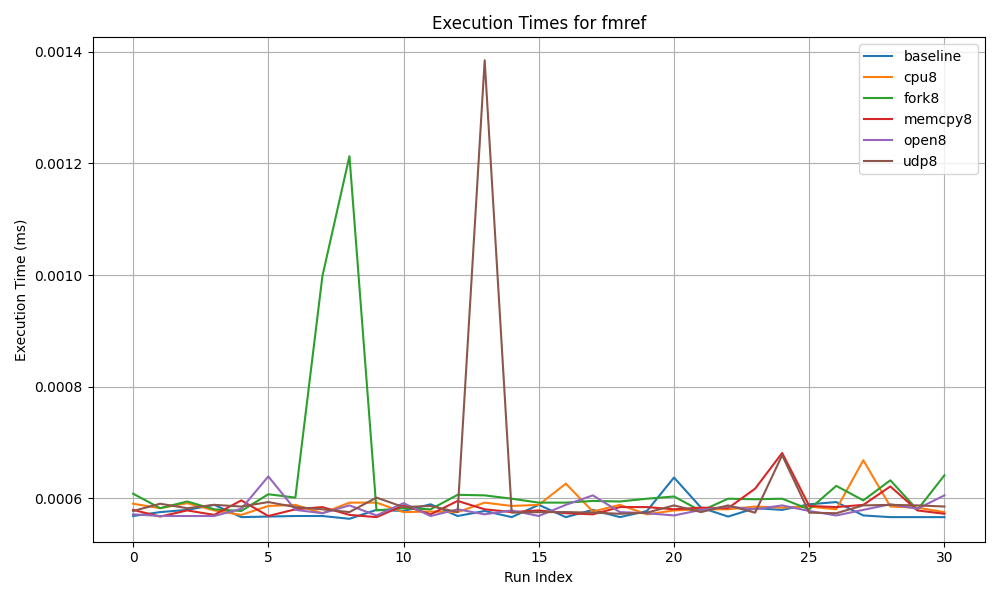 Execution Times for fmref
Execution Time (ms)
0.0014
0.0012
0.0010
0.0008
0.0006
0 5 10 15 20 25 30
Run Index
baseline
cpu8
fork8
memcpy8
open8
udp8